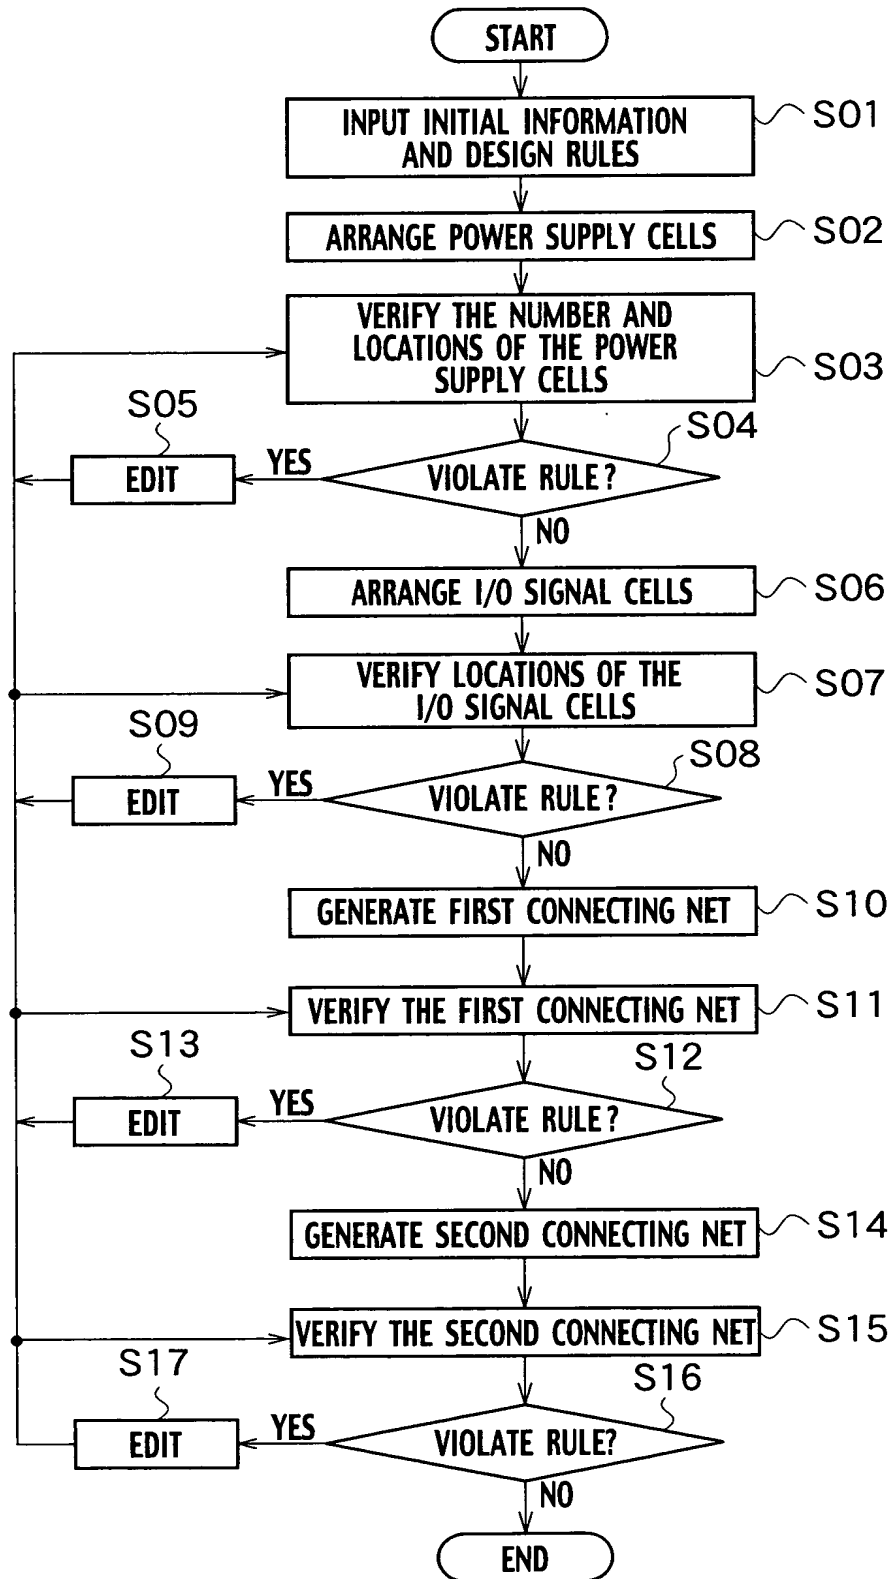 START
INPUT INITIAL INFORMATION
AND DESIGN RULES
S01
ARRANGE POWER SUPPLY CELLS
S02
VERIFY THE NUMBER AND
LOCATIONS OF THE POWER
SUPPLY CELLS
S03
S05
EDIT
YES
VIOLATE RULE?
S04
NO
ARRANGE I/O SIGNAL CELLS
S06
VERIFY LOCATIONS OF THE
I/O SIGNAL CELLS
S07
S09
EDIT
YES
VIOLATE RULE?
S08
NO
GENERATE FIRST CONNECTING NET
S10
VERIFY THE FIRST CONNECTING NET
S11
S13
EDIT
YES
VIOLATE RULE?
S12
NO
GENERATE SECOND CONNECTING NET
S14
VERIFY THE SECOND CONNECTING NET
S15
S17
EDIT
YES
VIOLATE RULE?
S16
NO
END